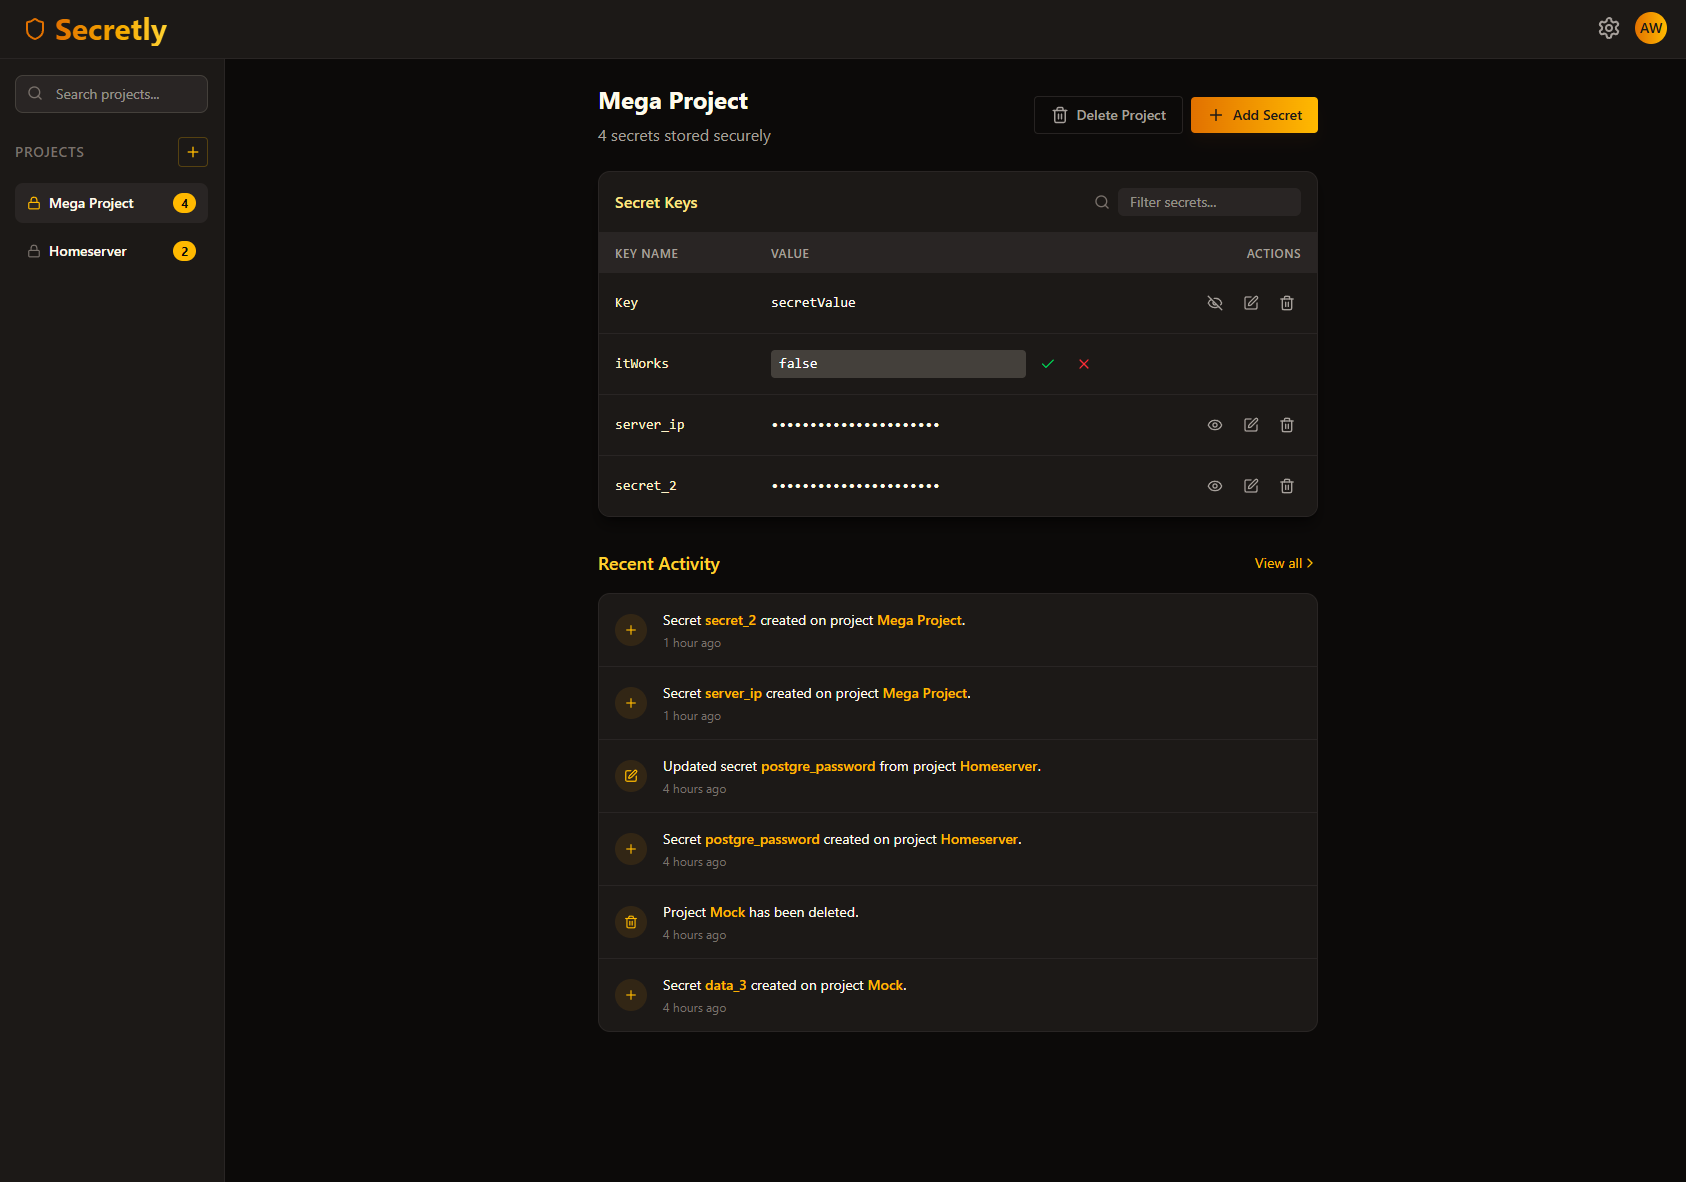 Secretly
AW
Search projects...
PROJECTS
Mega Project 4
Homeserver 2
Mega Project
4 secrets stored securely
Delete Project
Add Secret
Secret Keys
Filter secrets...
KEY NAME VALUE ACTIONS
Key secretValue
itWorks false
server_ip ••••••••••••••••••••••
secret_2 ••••••••••••••••••••••
Recent Activity
View all
Secret secret_2 created on project Mega Project.
1 hour ago
Secret server_ip created on project Mega Project.
1 hour ago
Updated secret postgre_password from project Homeserver.
4 hours ago
Secret postgre_password created on project Homeserver.
4 hours ago
Project Mock has been deleted.
4 hours ago
Secret data_3 created on project Mock.
4 hours ago